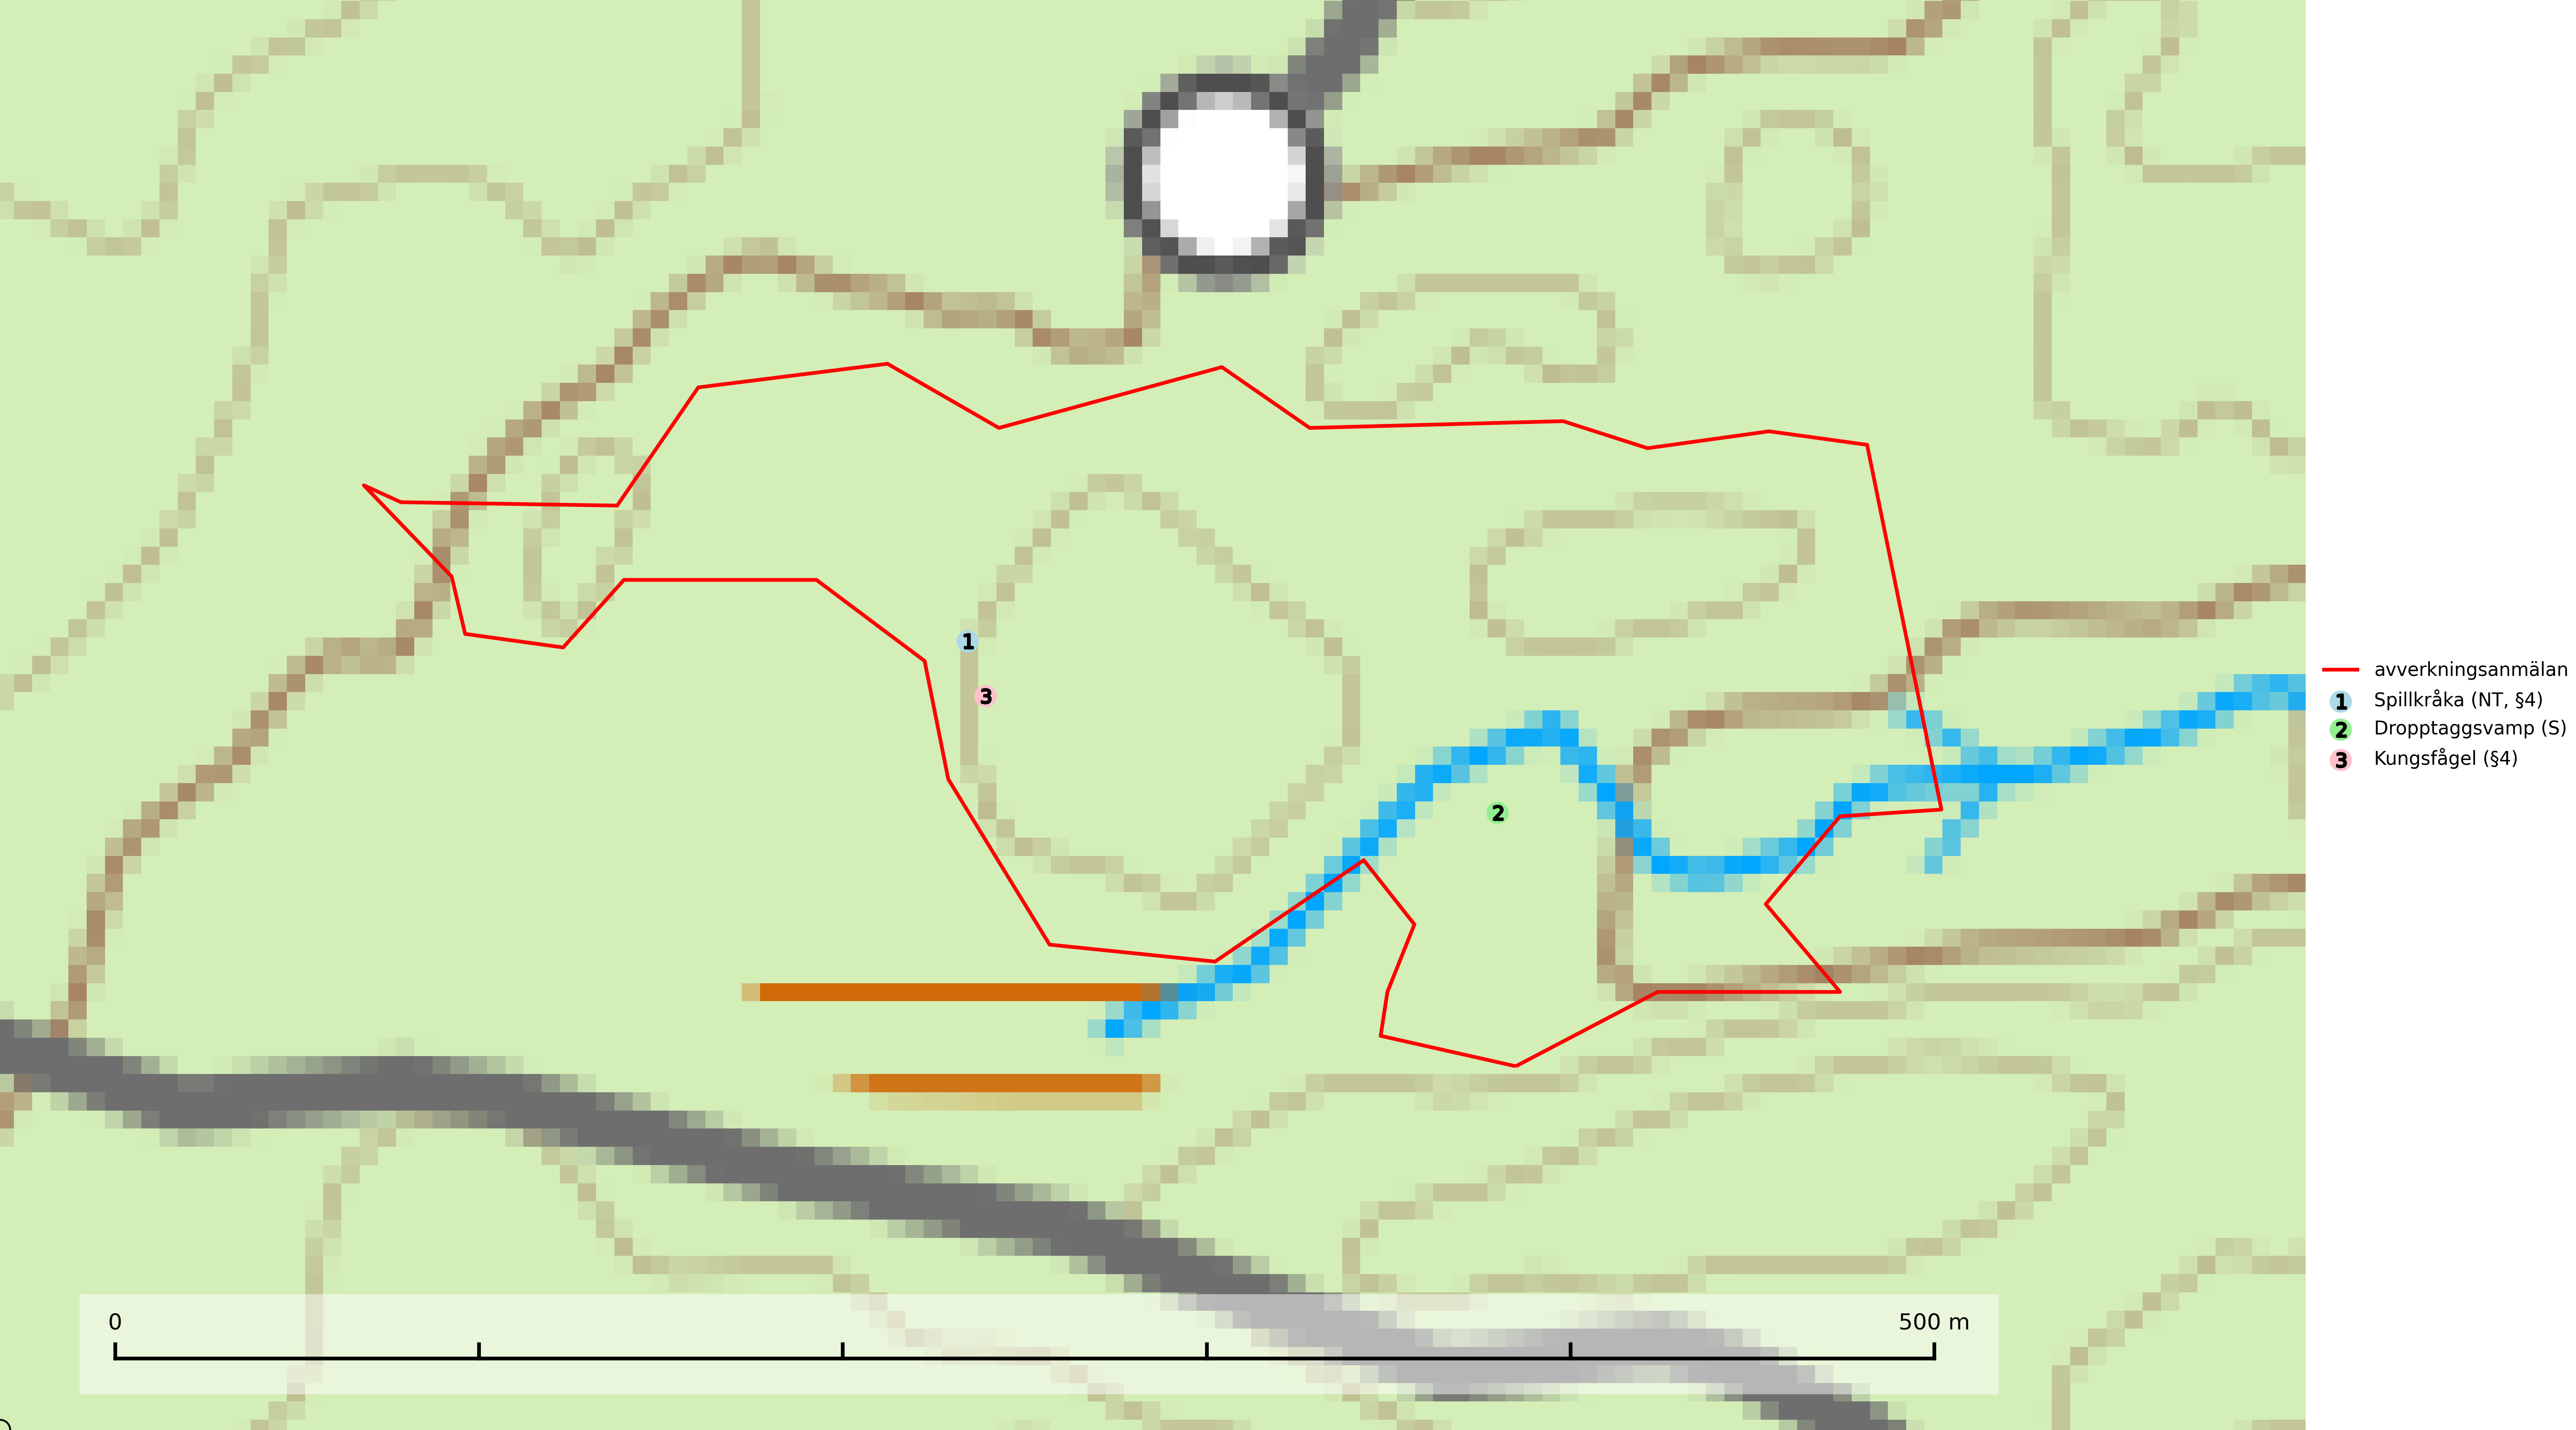 1
3
2
avverkningsanmälan
1 Spillkråka (NT, §4)
2 Dropptaggsvamp (S)
3 Kungsfågel (§4)
0 500 m